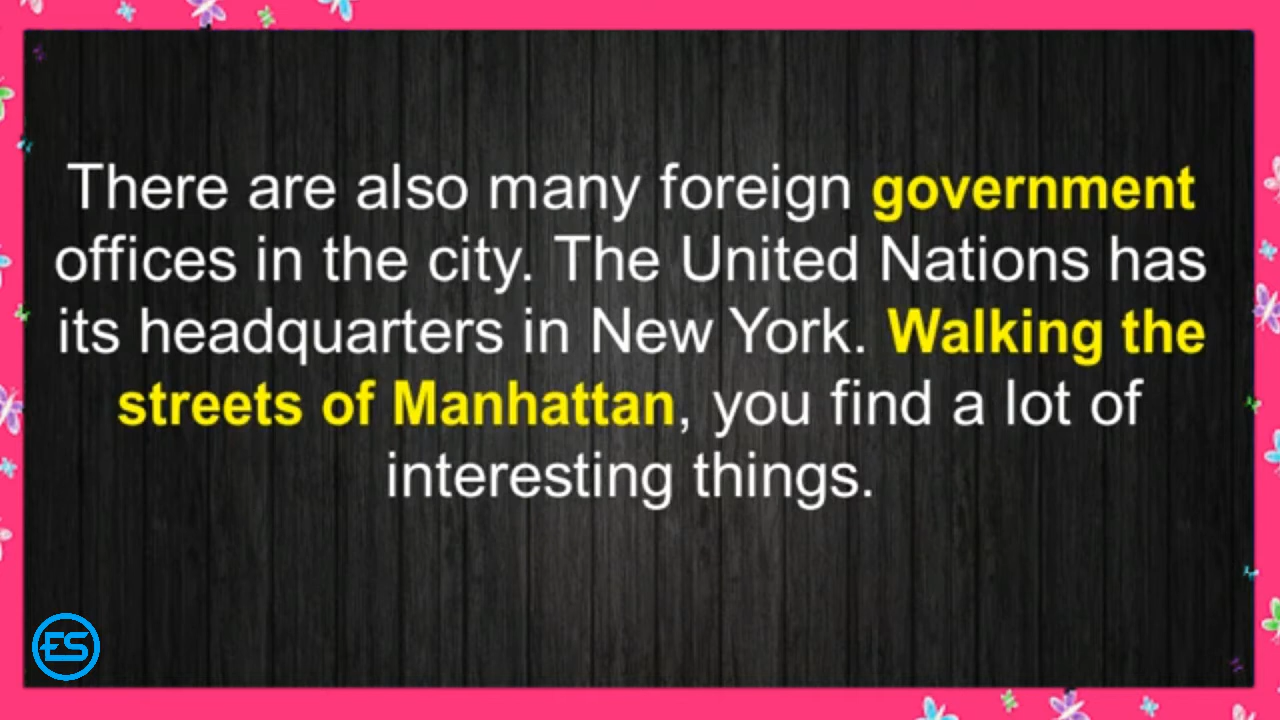 There are also many foreign government
offices in the city. The United Nations has
its headquarters in New York. Walking the
streets of Manhattan, you find a lot of
interesting things.
ES